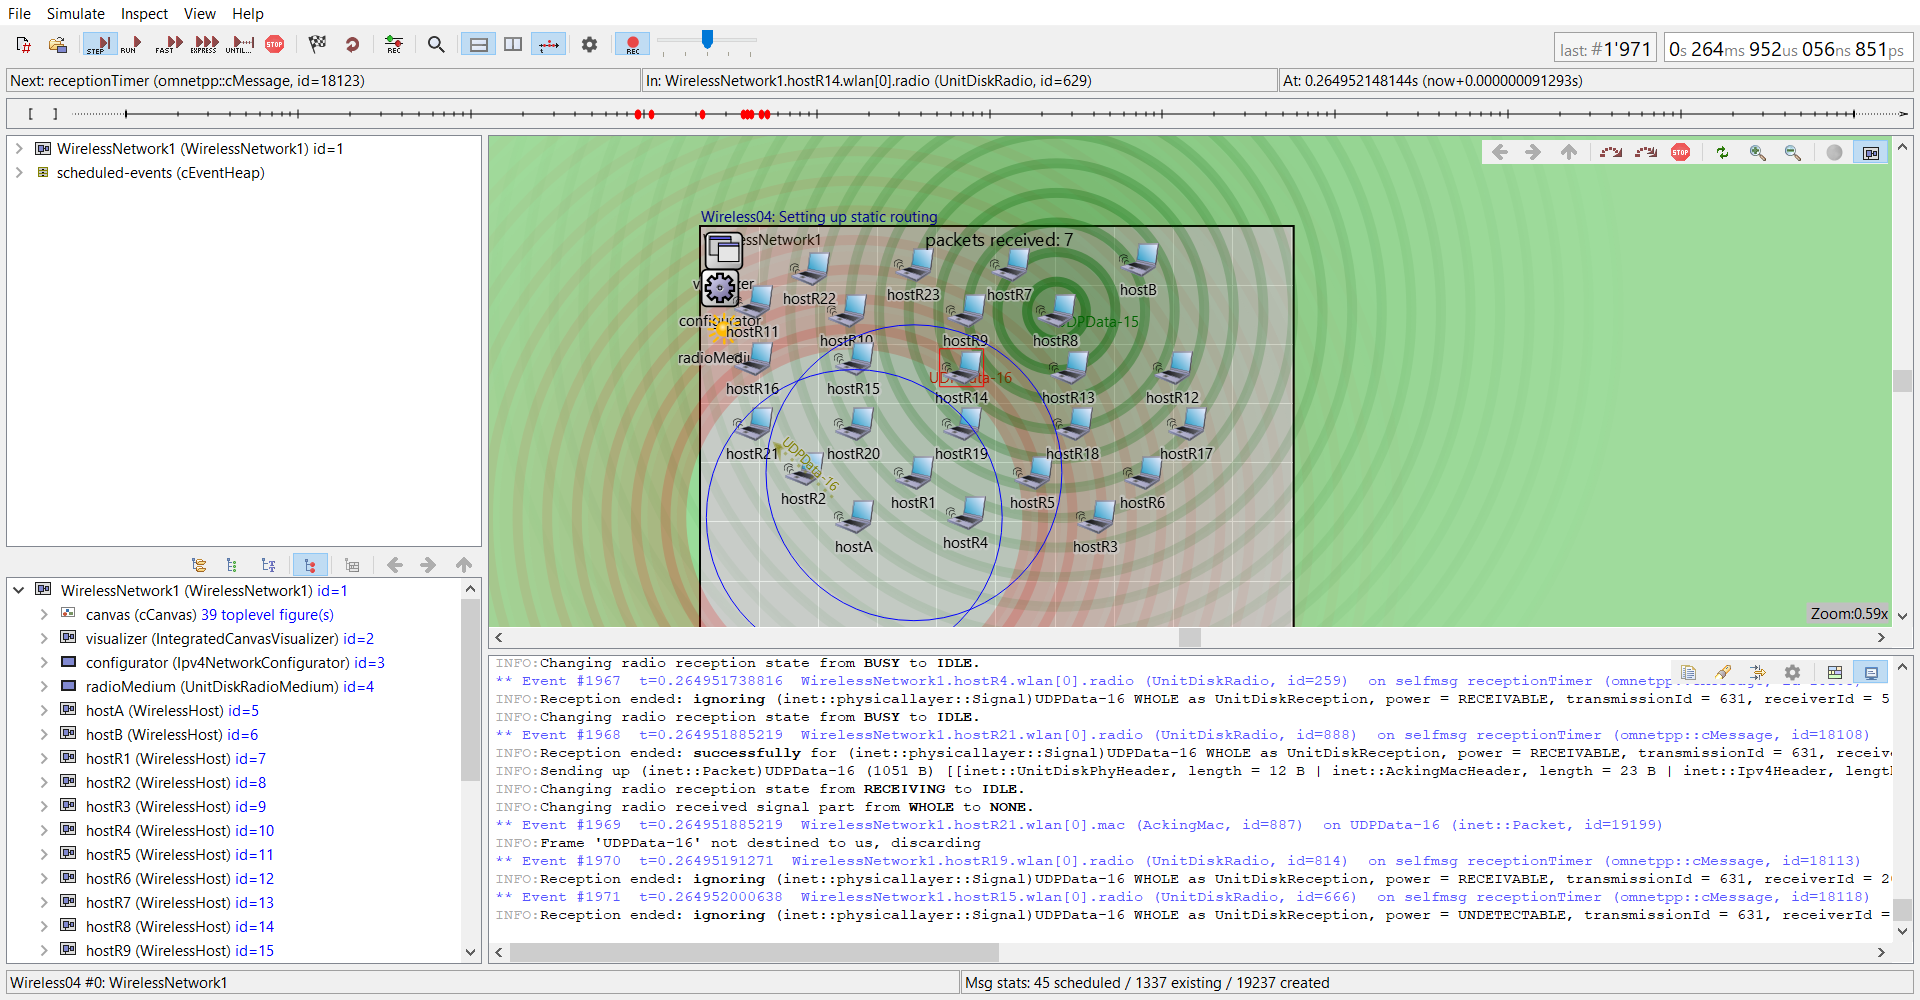 File Simulate Inspect View Help
STEP RUN FAST EXPRESS UNTIL... STOP REC REC
last: #1'971 0s 264ms 952us 056ns 851ps
Next: receptionTimer (omnetpp::cMessage, id=18123) In: WirelessNetwork1.hostR14.wlan[0].radio (UnitDiskRadio, id=629) At: 0.264952148144s (now+0.000000091293s)
[ ]
WirelessNetwork1 (WirelessNetwork1) id=1
scheduled-events (cEventHeap)
WirelessNetwork1 (WirelessNetwork1) id=1
canvas (cCanvas) 39 toplevel figure(s)
visualizer (IntegratedCanvasVisualizer) id=2
configurator (Ipv4NetworkConfigurator) id=3
radioMedium (UnitDiskRadioMedium) id=4
hostA (WirelessHost) id=5
hostB (WirelessHost) id=6
hostR1 (WirelessHost) id=7
hostR2 (WirelessHost) id=8
hostR3 (WirelessHost) id=9
hostR4 (WirelessHost) id=10
hostR5 (WirelessHost) id=11
hostR6 (WirelessHost) id=12
hostR7 (WirelessHost) id=13
hostR8 (WirelessHost) id=14
hostR9 (WirelessHost) id=15
STOP
Wireless04: Setting up static routing
essNetwork1 packets received: 7
hostR22 hostR23 hostR7 hostB
configurator hostR11 hostR10 hostR9 hostR8 UDPData-15
radioMediu hostR16 hostR15 UDPData-16 hostR14 hostR13 hostR12
hostR21 hostR20 hostR19 hostR18 hostR17
UDPData-16
hostR2 hostR1 hostR5 hostR6
hostA hostR4 hostR3
Zoom:0.59x
INFO:Changing radio reception state from BUSY to IDLE.
** Event #1967 t=0.264951738816 WirelessNetwork1.hostR4.wlan[0].radio (UnitDiskRadio, id=259) on selfmsg receptionTimer (omnetpp::cMessage,
INFO:Reception ended: ignoring (inet::physicallayer::Signal)UDPData-16 WHOLE as UnitDiskReception, power = RECEIVABLE, transmissionId = 631, receiverId = 5
INFO:Changing radio reception state from BUSY to IDLE.
** Event #1968 t=0.264951885219 WirelessNetwork1.hostR21.wlan[0].radio (UnitDiskRadio, id=888) on selfmsg receptionTimer (omnetpp::cMessage, id=18108)
INFO:Reception ended: successfully for (inet::physicallayer::Signal)UDPData-16 WHOLE as UnitDiskReception, power = RECEIVABLE, transmissionId = 631, receive
INFO:Sending up (inet::Packet)UDPData-16 (1051 B) [[inet::UnitDiskPhyHeader, length = 12 B | inet::AckingMacHeader, length = 23 B | inet::Ipv4Header, lengt
INFO:Changing radio reception state from RECEIVING to IDLE.
INFO:Changing radio received signal part from WHOLE to NONE.
** Event #1969 t=0.264951885219 WirelessNetwork1.hostR21.wlan[0].mac (AckingMac, id=887) on UDPData-16 (inet::Packet, id=19199)
INFO:Frame 'UDPData-16' not destined to us, discarding
** Event #1970 t=0.26495191271 WirelessNetwork1.hostR19.wlan[0].radio (UnitDiskRadio, id=814) on selfmsg receptionTimer (omnetpp::cMessage, id=18113)
INFO:Reception ended: ignoring (inet::physicallayer::Signal)UDPData-16 WHOLE as UnitDiskReception, power = RECEIVABLE, transmissionId = 631, receiverId = 2
** Event #1971 t=0.264952000638 WirelessNetwork1.hostR15.wlan[0].radio (UnitDiskRadio, id=666) on selfmsg receptionTimer (omnetpp::cMessage, id=18118)
INFO:Reception ended: ignoring (inet::physicallayer::Signal)UDPData-16 WHOLE as UnitDiskReception, power = UNDETECTABLE, transmissionId = 631, receiverId =
Wireless04 #0: WirelessNetwork1 Msg stats: 45 scheduled / 1337 existing / 19237 created